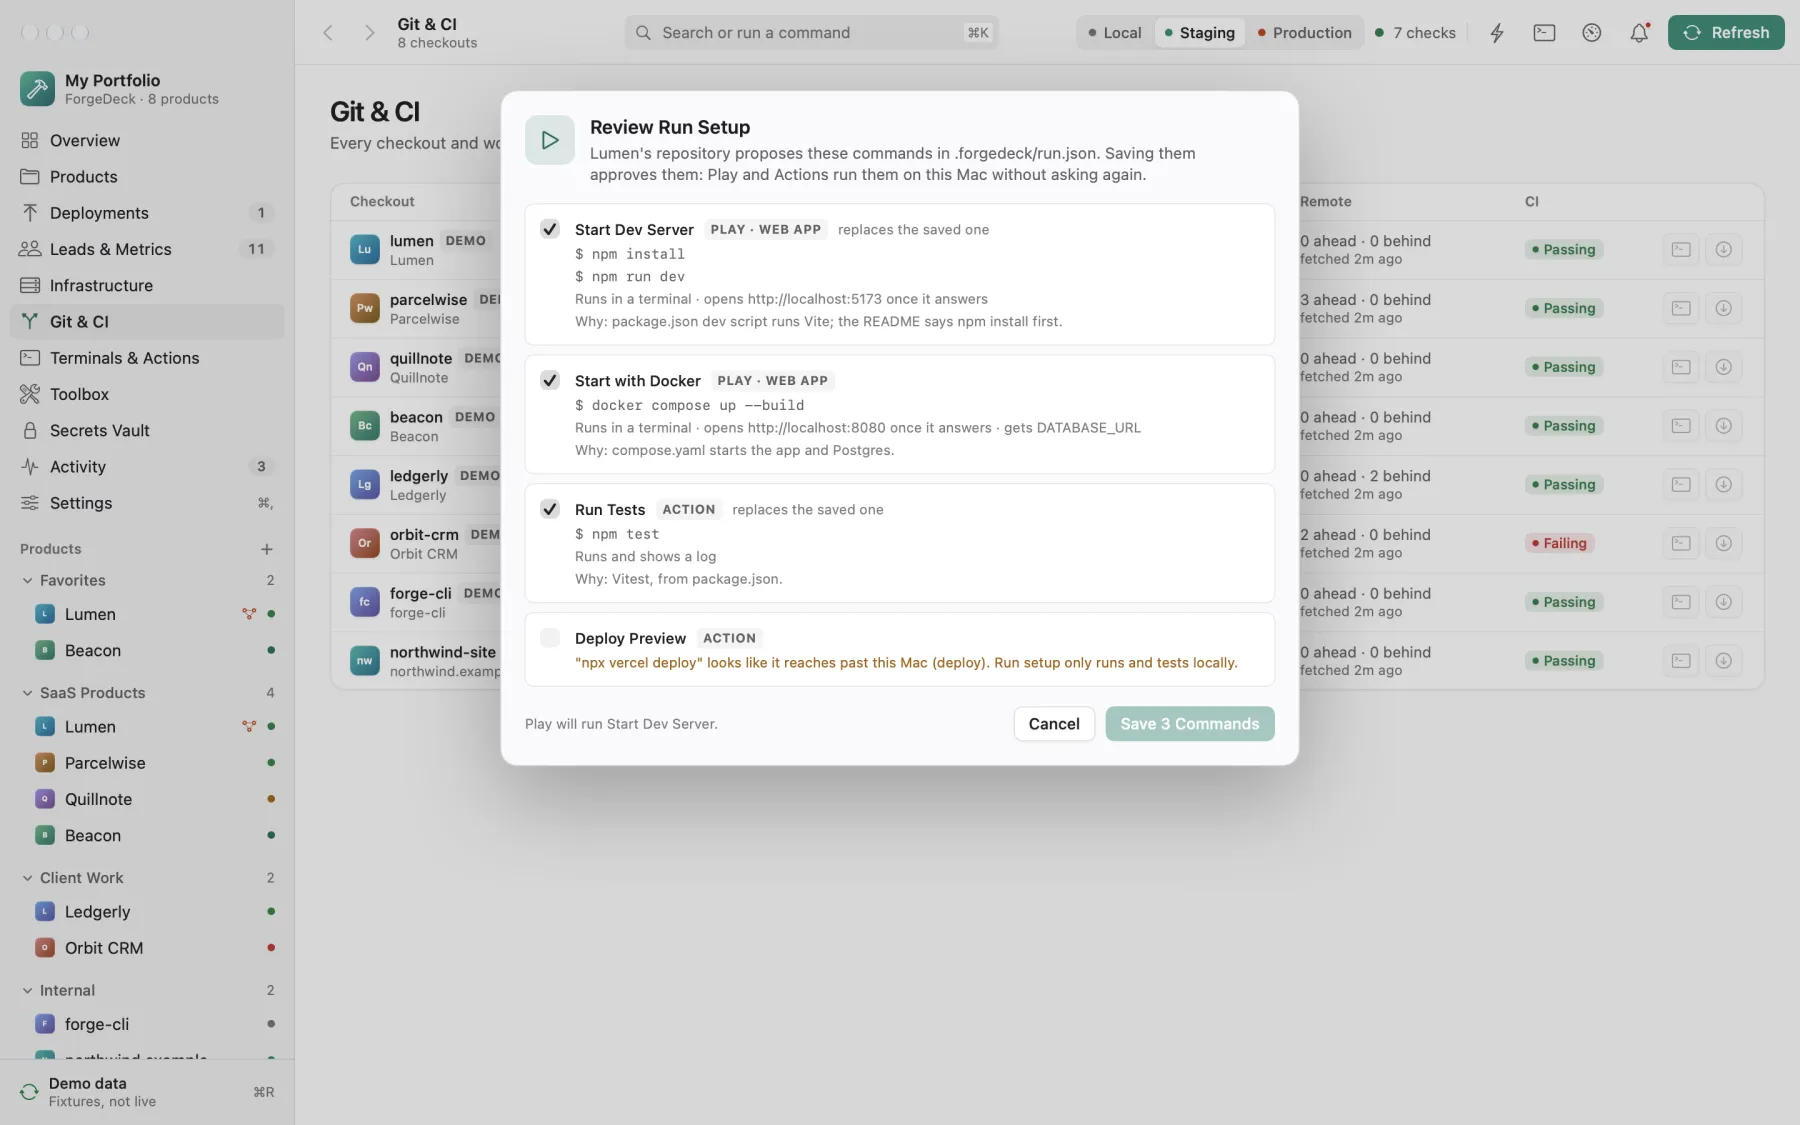 Git & CI
8 checkouts
Search or run a command
⌘K
Local
Staging
Production
7 checks
Refresh
My Portfolio
ForgeDeck · 8 products
Overview
Products
Deployments 1
Leads & Metrics 11
Infrastructure
Git & CI
Terminals & Actions
Toolbox
Secrets Vault
Activity 3
Settings ⌘,
Products +
Favorites 2
L Lumen
B Beacon
SaaS Products 4
L Lumen
P Parcelwise
Q Quillnote
B Beacon
Client Work 2
L Ledgerly
O Orbit CRM
Internal 2
F forge-cli
northwind.example
Demo data
Fixtures, not live
⌘R
Git & CI
Every checkout and
Checkout
Remote
CI
Lu lumen DEMO
Lumen
0 ahead · 0 behind
fetched 2m ago
Passing
Pw parcelwise
Parcelwise
3 ahead · 0 behind
fetched 2m ago
Passing
Qn quillnote DEMO
Quillnote
0 ahead · 0 behind
fetched 2m ago
Passing
Bc beacon DEMO
Beacon
0 ahead · 0 behind
fetched 2m ago
Passing
Lg ledgerly DEMO
Ledgerly
0 ahead · 2 behind
fetched 2m ago
Passing
Or orbit-crm DEM
Orbit CRM
2 ahead · 0 behind
fetched 2m ago
Failing
fc forge-cli DEMO
forge-cli
0 ahead · 0 behind
fetched 2m ago
Passing
nw northwind-site
northwind.examp
0 ahead · 0 behind
fetched 2m ago
Passing
Review Run Setup
Lumen's repository proposes these commands in .forgedeck/run.json. Saving them
approves them: Play and Actions run them on this Mac without asking again.
Start Dev Server PLAY · WEB APP replaces the saved one
$ npm install
$ npm run dev
Runs in a terminal · opens http://localhost:5173 once it answers
Why: package.json dev script runs Vite; the README says npm install first.
Start with Docker PLAY · WEB APP
$ docker compose up --build
Runs in a terminal · opens http://localhost:8080 once it answers · gets DATABASE_URL
Why: compose.yaml starts the app and Postgres.
Run Tests ACTION replaces the saved one
$ npm test
Runs and shows a log
Why: Vitest, from package.json.
Deploy Preview ACTION
"npx vercel deploy" looks like it reaches past this Mac (deploy). Run setup only runs and tests locally.
Play will run Start Dev Server.
Cancel
Save 3 Commands